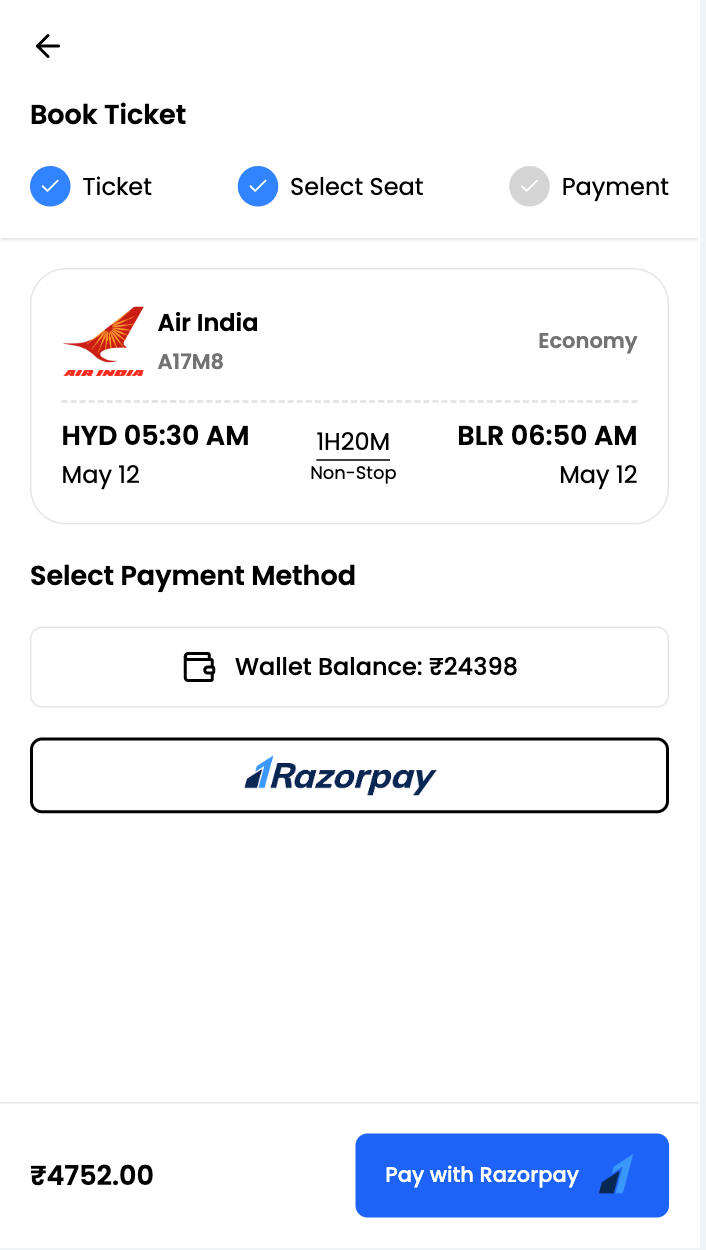 Book Ticket
Ticket
Select Seat
Payment
Air India
A17M8
Economy
AIR INDIA
HYD 05:30 AM
1H20M
BLR 06:50 AM
May 12
Non-Stop
May 12
Select Payment Method
Wallet Balance: ₹24398
Razorpay
₹4752.00
Pay with Razorpay